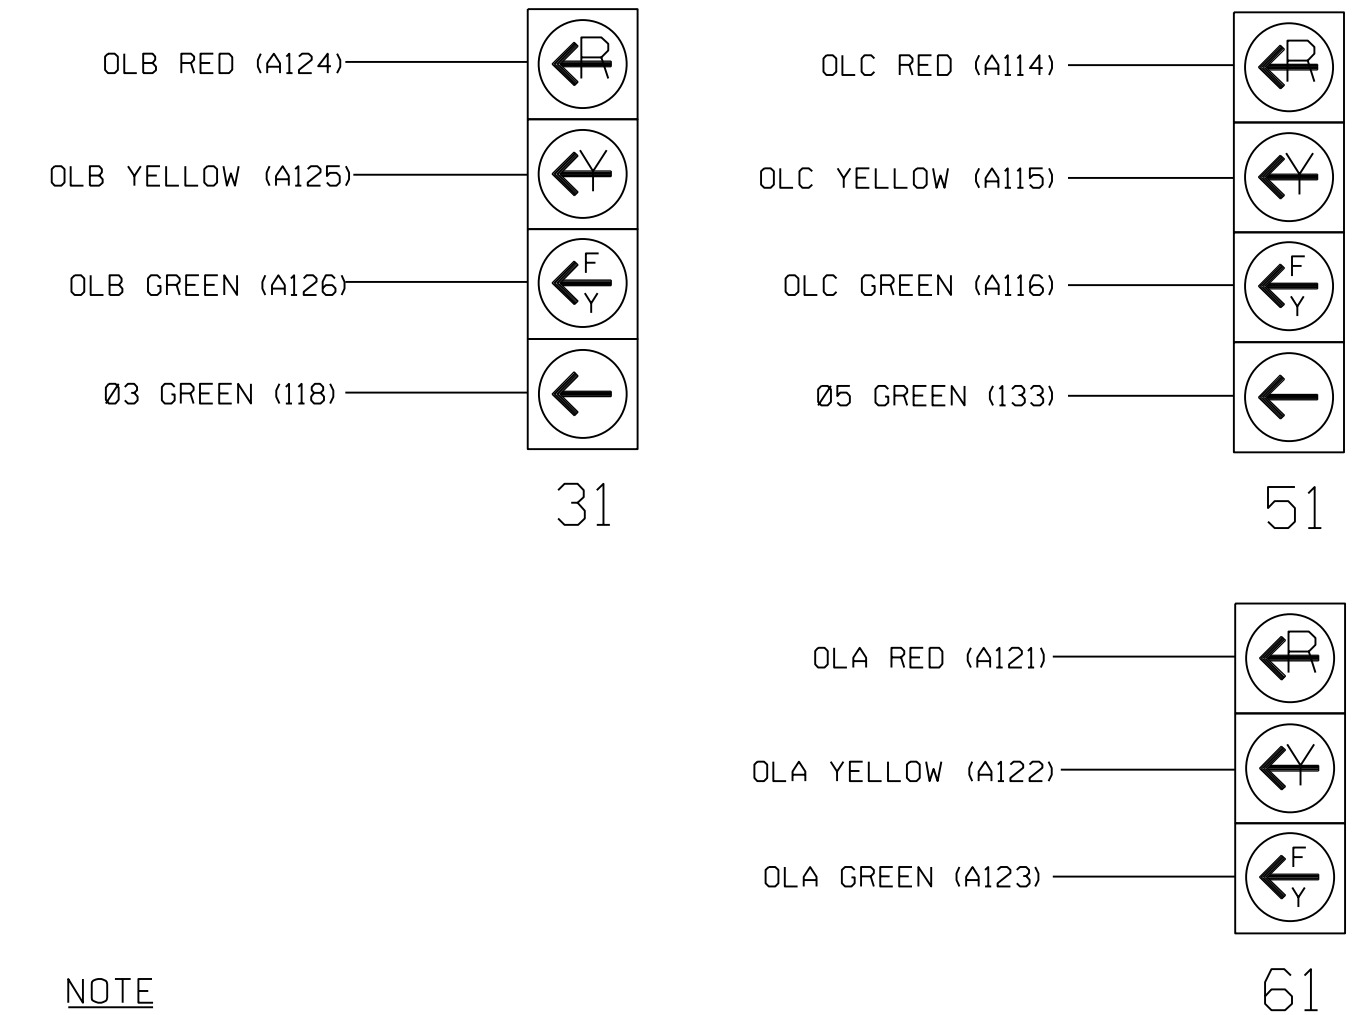 OLB RED (A124)
R
OLB YELLOW (A125)
Y
OLB GREEN (A126)
F
Y
Ø3 GREEN (118)
31
OLC RED (A114)
R
OLC YELLOW (A115)
Y
OLC GREEN (A116)
F
Y
Ø5 GREEN (133)
51
OLA RED (A121)
R
OLA YELLOW (A122)
Y
OLA GREEN (A123)
F
Y
61
NOTE